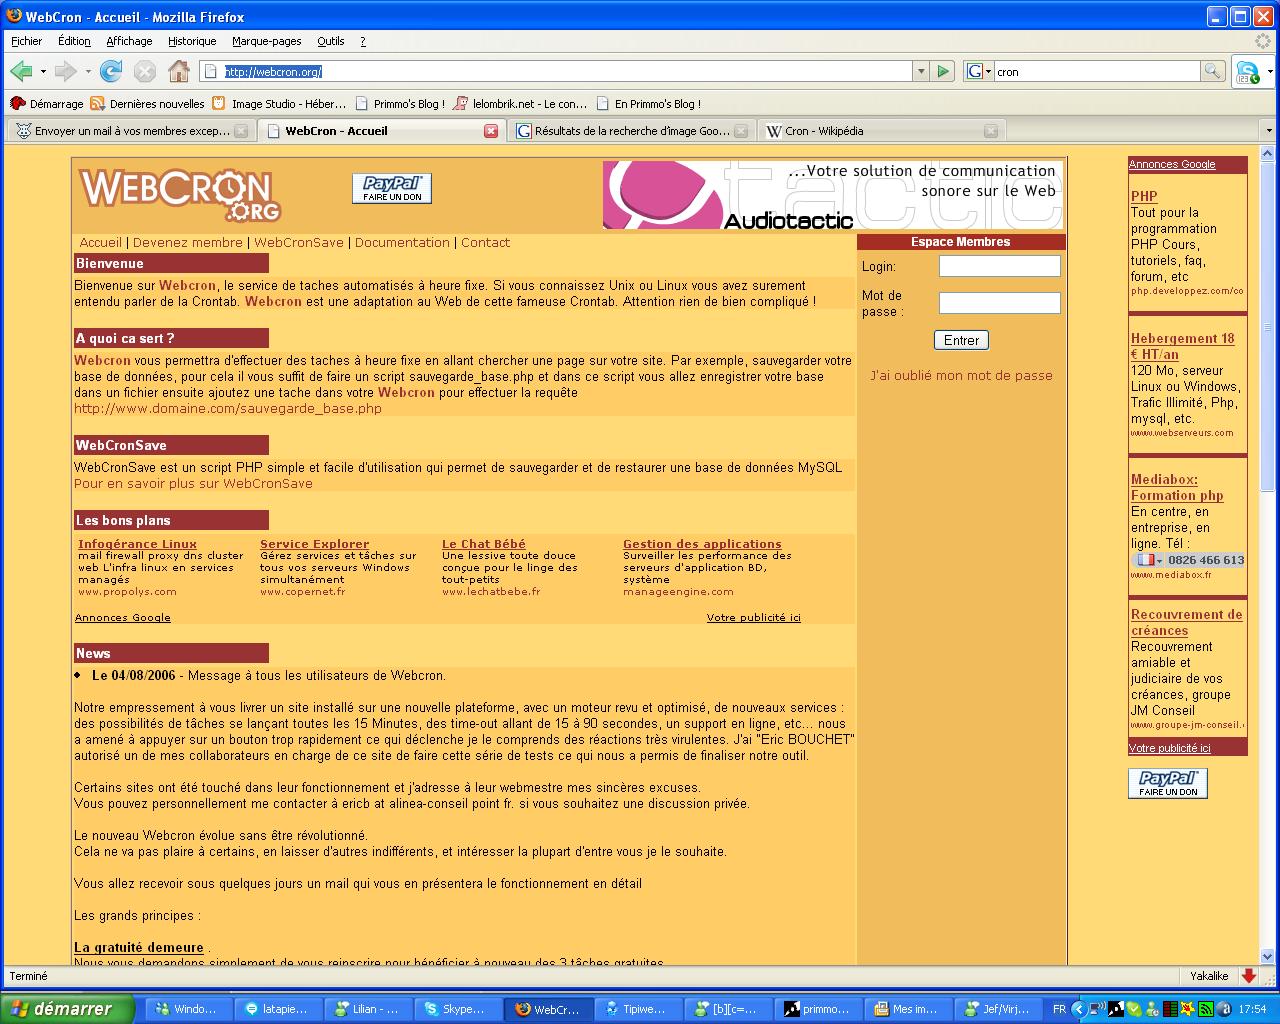 WebCron - Accueil - Mozilla Firefox
Fichier Édition Affichage Historique Marque-pages Outils ?
http://webcron.org/
G cron
Démarrage Dernières nouvelles Image Studio - Héber... Primmo's Blog ! lelombrik.net - Le con... En Primmo's Blog !
Envoyer un mail à vos membres excep... WebCron - Accueil Résultats de la recherche d'image Goo... Cron - Wikipédia
WEBCRON .ORG
PayPal
FAIRE UN DON
tactic
...Votre solution de communication
sonore sur le Web
Audiotactic
Accueil | Devenez membre | WebCronSave | Documentation | Contact
Bienvenue
Bienvenue sur Webcron, le service de taches automatisés à heure fixe. Si vous connaissez Unix ou Linux vous avez surement
entendu parler de la Crontab. Webcron est une adaptation au Web de cette fameuse Crontab. Attention rien de bien compliqué !
A quoi ca sert ?
Webcron vous permettra d'effectuer des taches à heure fixe en allant chercher une page sur votre site. Par exemple, sauvegarder votre
base de données, pour cela il vous suffit de faire un script sauvegarde_base.php et dans ce script vous allez enregistrer votre base
dans un fichier ensuite ajoutez une tache dans votre Webcron pour effectuer la requête
http://www.domaine.com/sauvegarde_base.php
WebCronSave
WebCronSave est un script PHP simple et facile d'utilisation qui permet de sauvegarder et de restaurer une base de données MySQL
Pour en savoir plus sur WebCronSave
Les bons plans
Infogérance Linux
mail firewall proxy dns cluster
web L'infra linux en services
managés
www.propolys.com
Service Explorer
Gérez services et tâches sur
tous vos serveurs Windows
simultanément
www.copernet.fr
Le Chat Bébé
Une lessive toute douce
conçue pour le linge des
tout-petits
www.lechatbebe.fr
Gestion des applications
Surveiller les performance des
serveurs d'application BD,
système
manageengine.com
Annonces Google Votre publicité ici
News
Le 04/08/2006 - Message à tous les utilisateurs de Webcron.
Notre empressement à vous livrer un site installé sur une nouvelle plateforme, avec un moteur revu et optimisé, de nouveaux services :
des possibilités de tâches se lançant toutes les 15 Minutes, des time-out allant de 15 à 90 secondes, un support en ligne, etc... nous
a amené à appuyer sur un bouton trop rapidement ce qui déclenche je le comprends des réactions très virulentes. J'ai "Eric BOUCHET"
autorisé un de mes collaborateurs en charge de ce site de faire cette série de tests ce qui nous a permis de finaliser notre outil.
Certains sites ont été touché dans leur fonctionnement et j'adresse à leur webmestre mes sincères excuses.
Vous pouvez personnellement me contacter à ericb at alinea-conseil point fr. si vous souhaitez une discussion privée.
Le nouveau Webcron évolue sans être révolutionné.
Cela ne va pas plaire à certains, en laisser d'autres indifférents, et intéresser la plupart d'entre vous je le souhaite.
Vous allez recevoir sous quelques jours un mail qui vous en présentera le fonctionnement en détail
Les grands principes :
La gratuité demeure .
Nous vous demandons simplement de vous reinscrire pour bénéficier à nouveau des 3 tâches gratuites
Espace Membres
Login:
Mot de
passe :
Entrer
J'ai oublié mon mot de passe
Annonces Google
PHP
Tout pour la
programmation
PHP Cours,
tutoriels, faq,
forum, etc
php.developpez.com/co
Hebergement 18
€ HT/an
120 Mo, serveur
Linux ou Windows,
Trafic Illimité, Php,
mysql, etc.
www.webserveurs.com
Mediabox:
Formation php
En centre, en
entreprise, en
ligne. Tél :
0826 466 613
www.mediabox.fr
Recouvrement de
créances
Recouvrement
amiable et
judiciaire de vos
créances, groupe
JM Conseil
www.groupe-jm-conseil.
Votre publicité ici
PayPal
FAIRE UN DON
Terminé Yakalike
démarrer Windo... latapie... Lilian - ... Skype... WebCr... Tipiwe... [b][c=... primmo... Mes im... Jef/Virj... FR 17:54